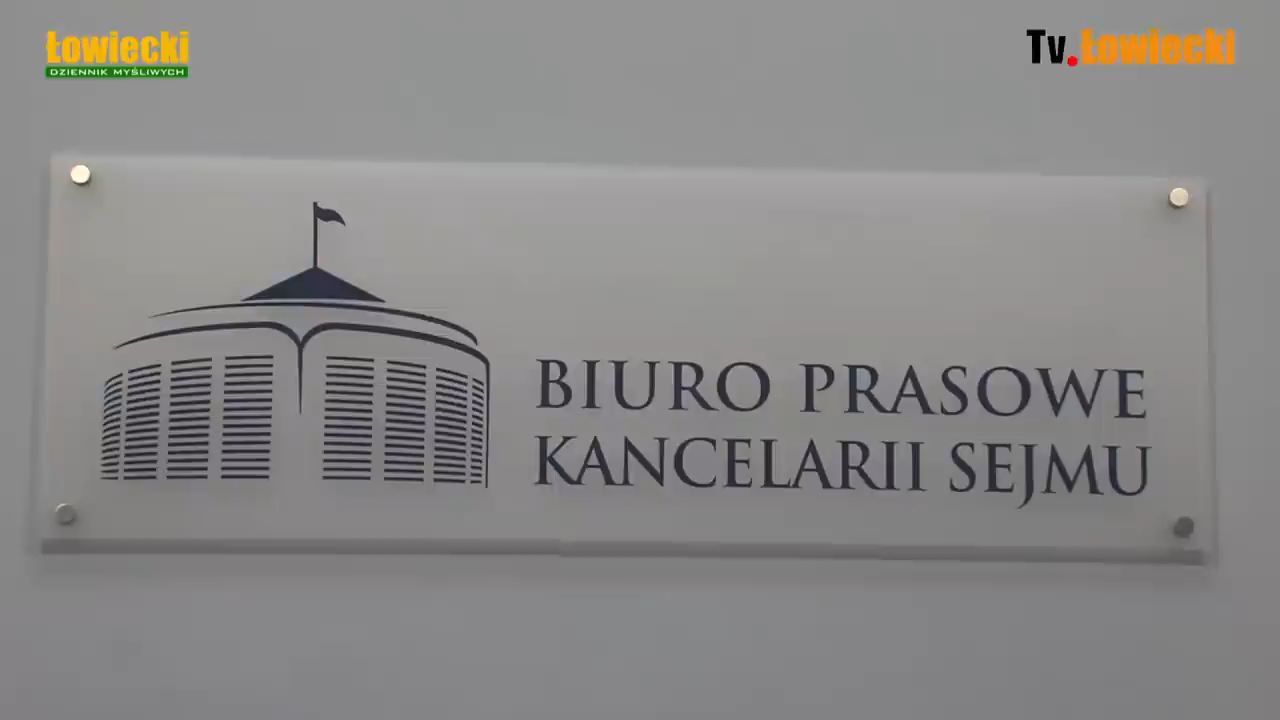 Łowiecki
DZIENNIK MYŚLIWYCH
Tv.Łowiecki
BIURO PRASOWE
KANCELARII SEJMU